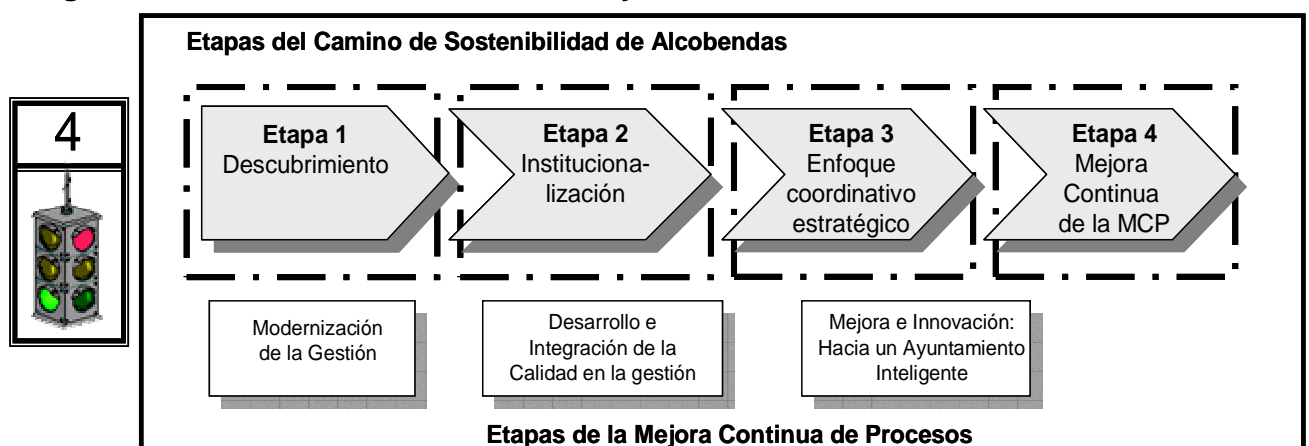 Etapas del Camino de Sostenibilidad de Alcobendas
4
Etapa 1
Descubrimiento
Etapa 2
Instituciona-
lización
Etapa 3
Enfoque
coordinativo
estratégico
Etapa 4
Mejora
Continua
de la MCP
Modernización
de la Gestión
Desarrollo e
Integración de la
Calidad en la gestión
Mejora e Innovación:
Hacia un Ayuntamiento
Inteligente
Etapas de la Mejora Continua de Procesos